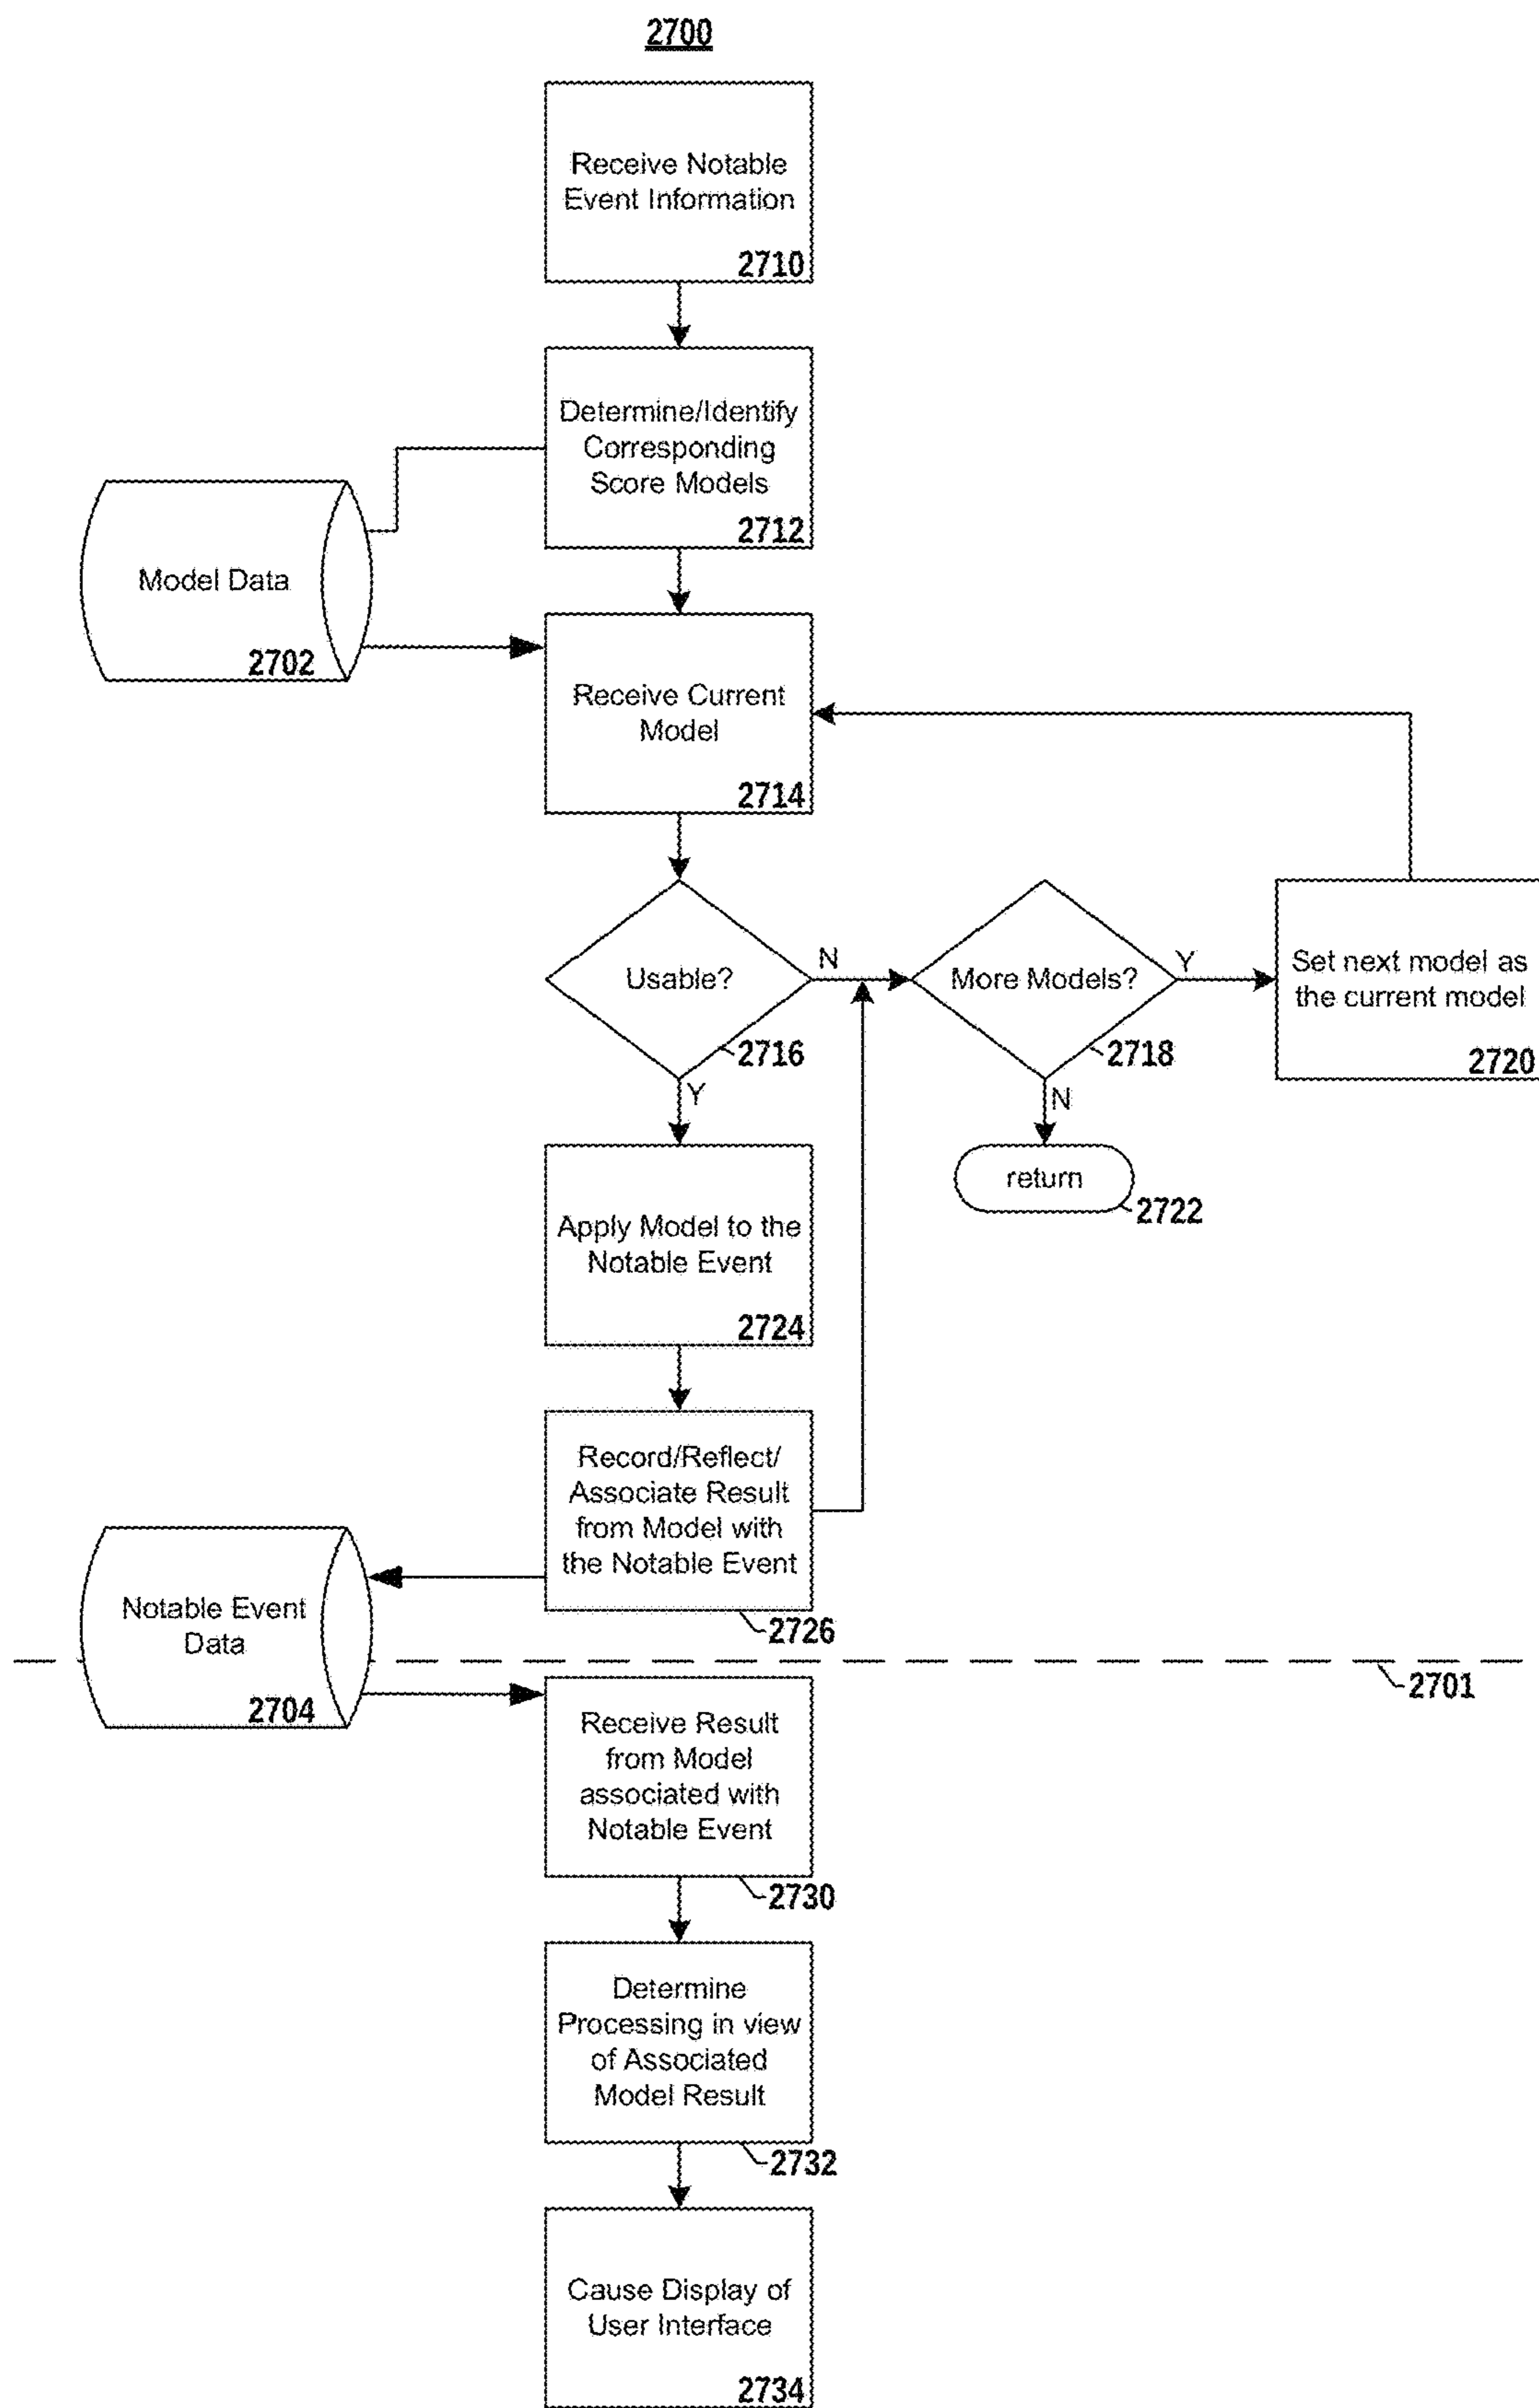 2700
Receive Notable
Event Information
2710
Determine/Identify
Corresponding
Score Models
2712
Model Data
2702
Receive Current
Model
2714
Usable?
N
2716
Y
More Models?
Y
2718
N
Set next model as
the current model
2720
return
2722
Apply Model to the
Notable Event
2724
Record/Reflect/
Associate Result
from Model with
the Notable Event
2726
Notable Event
Data
2704
2701
Receive Result
from Model
associated with
Notable Event
2730
Determine
Processing in view
of Associated
Model Result
2732
Cause Display of
User Interface
2734